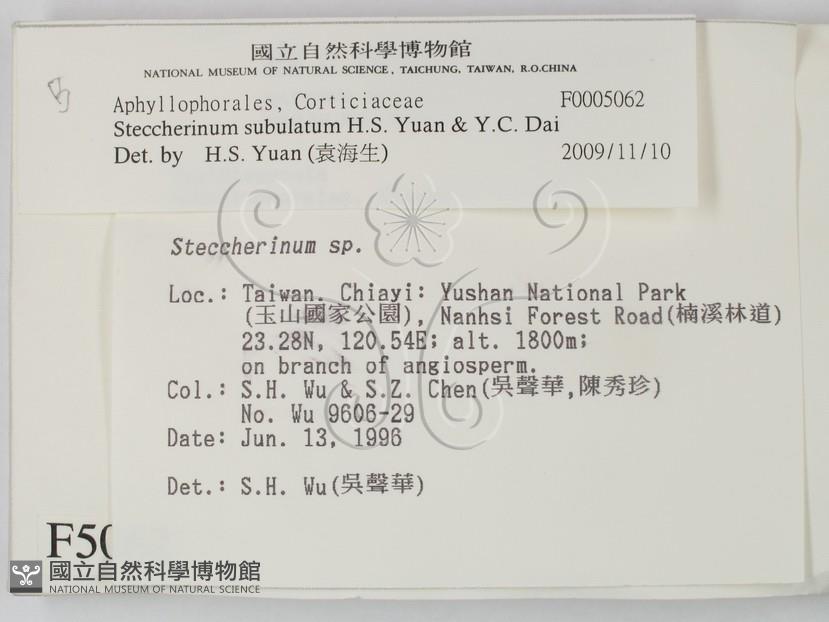 國立自然科學博物館
NATIONAL MUSEUM OF NATURAL SCIENCE, TAICHUNG, TAIWAN, R.O.CHINA
Aphyllophorales, Corticiaceae F0005062
Steccherinum subulatum H.S. Yuan & Y.C. Dai
Det. by H.S. Yuan (袁海生) 2009/11/10
Steccherinum sp.
Loc.: Taiwan. Chiayi: Yushan National Park
(玉山國家公園), Nanhsi Forest Road(楠溪林道)
23.28N, 120.54E; alt. 1800m;
on branch of angiosperm.
Col.: S.H. Wu & S.Z. Chen(吳聲華,陳秀珍)
No. Wu 9606-29
Date: Jun. 13, 1996
Det.: S.H. Wu(吳聲華)
F50
國立自然科學博物館
NATIONAL MUSEUM OF NATURAL SCIENCE